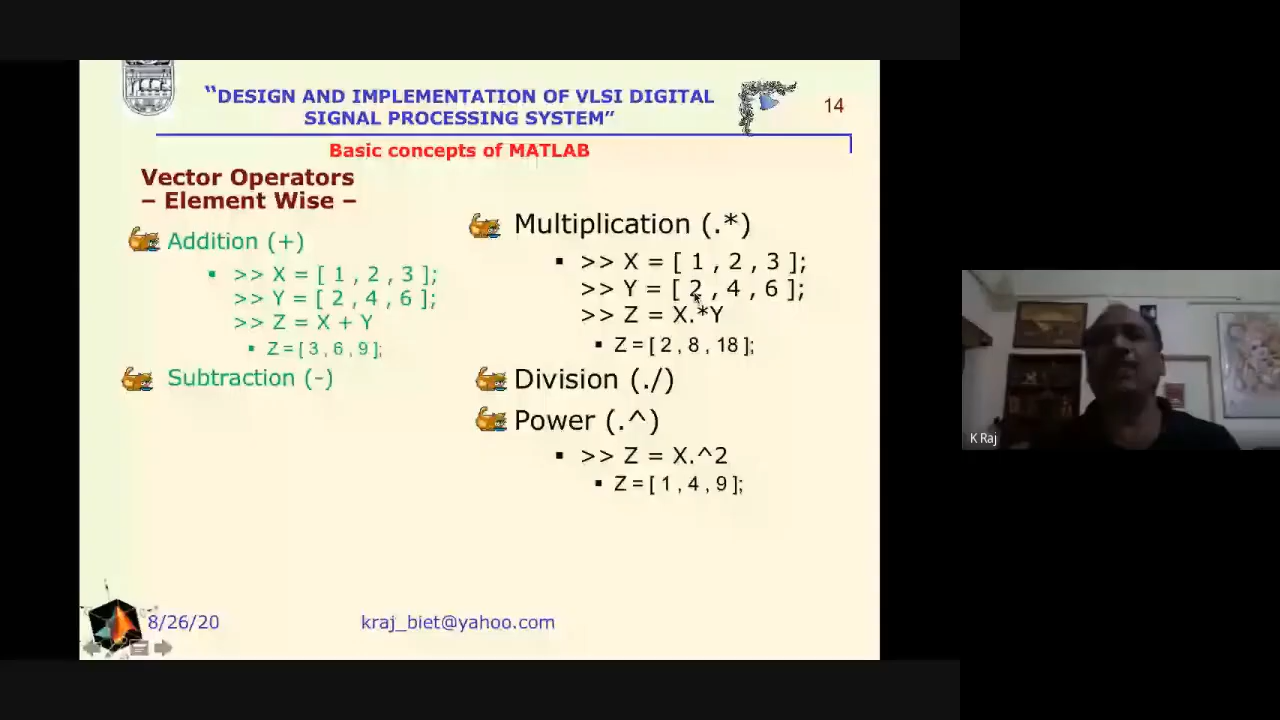 “DESIGN AND IMPLEMENTATION OF VLSI DIGITAL
SIGNAL PROCESSING SYSTEM”
14
Basic concepts of MATLAB
Vector Operators
– Element Wise –
Addition (+)
▪ >> X = [ 1 , 2 , 3 ];
>> Y = [ 2 , 4 , 6 ];
>> Z = X + Y
▪ Z = [ 3 , 6 , 9 ];
Subtraction (-)
Multiplication (.*)
▪ >> X = [ 1 , 2 , 3 ];
>> Y = [ 2 , 4 , 6 ];
>> Z = X.*Y
▪ Z = [ 2 , 8 , 18 ];
Division (./)
Power (.^)
▪ >> Z = X.^2
▪ Z = [ 1 , 4 , 9 ];
8/26/20
kraj_biet@yahoo.com
K Raj